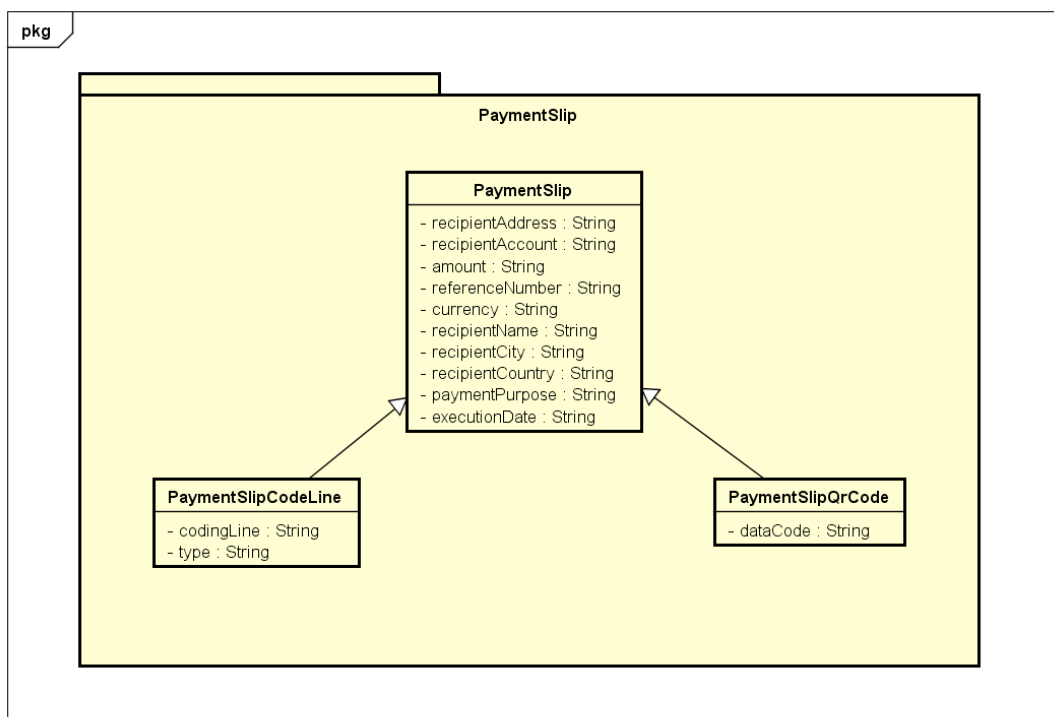 pkg
PaymentSlip
PaymentSlip
- recipientAddress : String
- recipientAccount : String
- amount : String
- referenceNumber : String
- currency : String
- recipientName : String
- recipientCity : String
- recipientCountry : String
- paymentPurpose : String
- executionDate : String
PaymentSlipCodeLine
- codingLine : String
- type : String
PaymentSlipQrCode
- dataCode : String